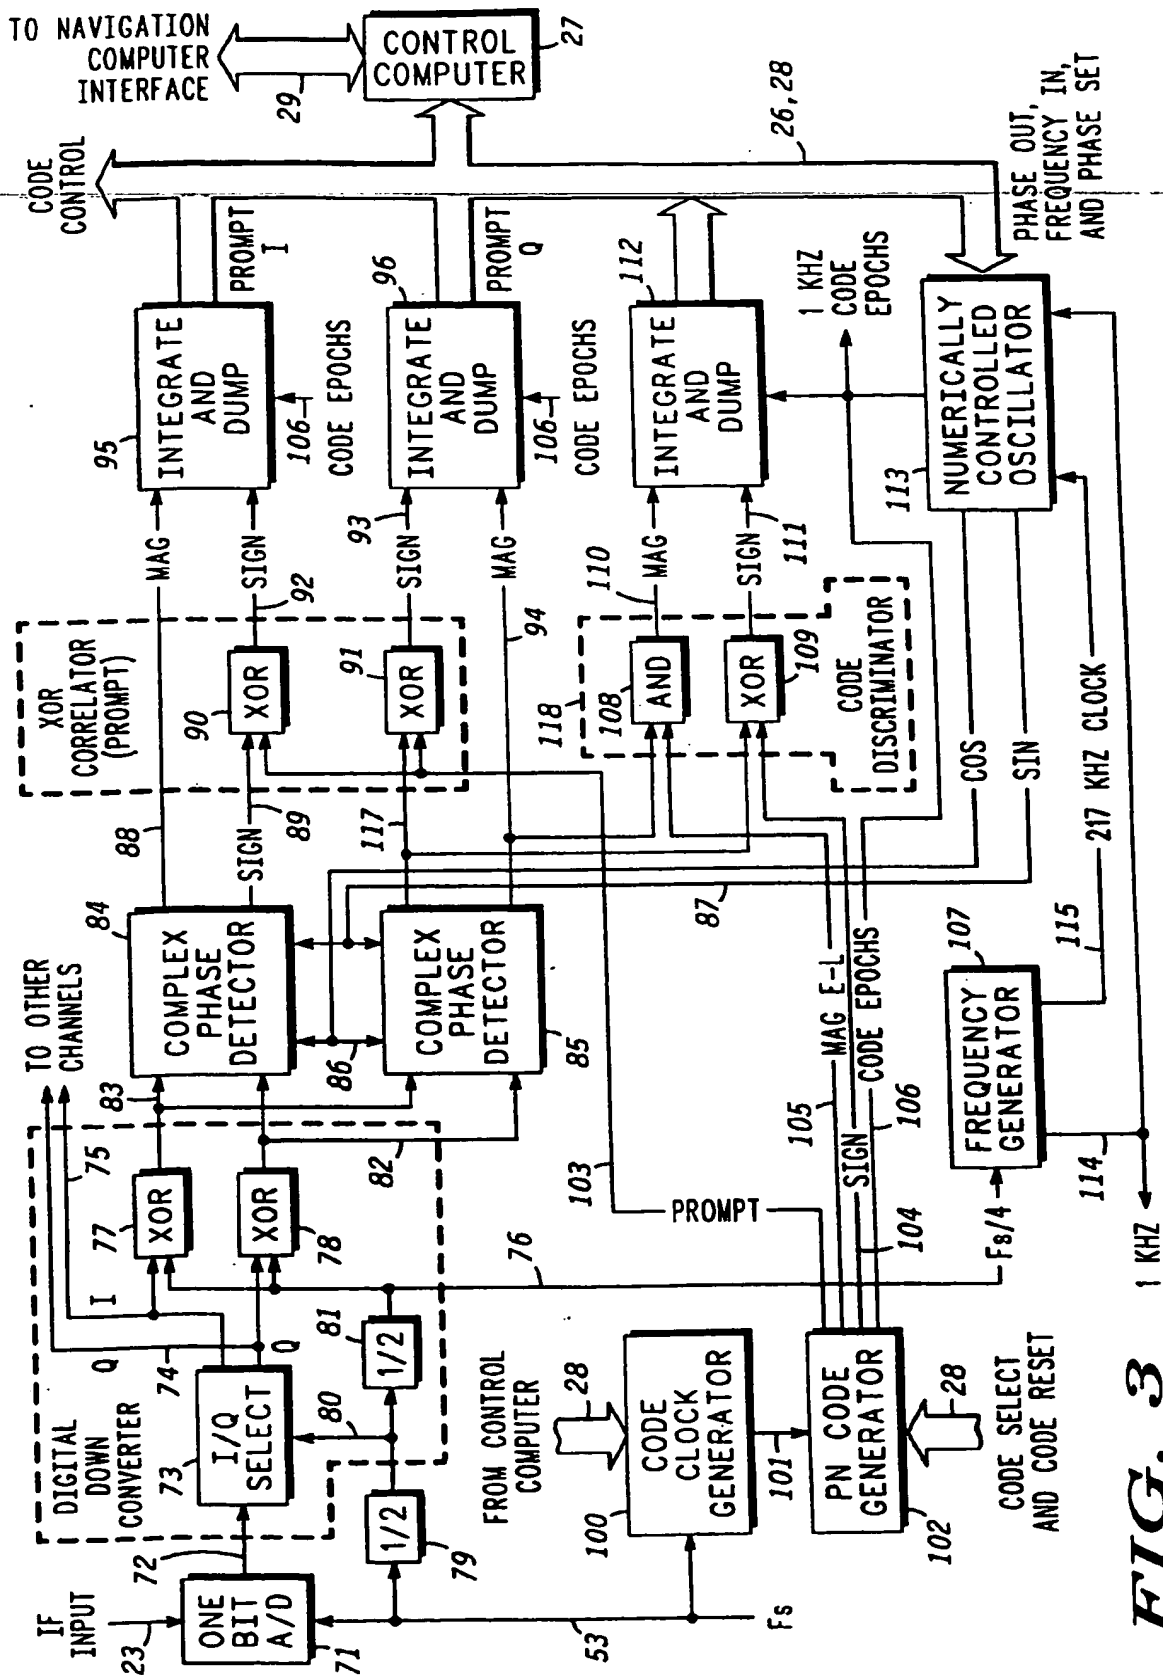 IF
INPUT
23
ONE
BIT
A/D
71
72
DIGITAL
DOWN
CONVERTER
73
I/Q
SELECT
74
Q
I
Q
75
TO OTHER
CHANNELS
77
XOR
XOR
78
79
1/2
80
81
1/2
76
82
83
84
COMPLEX
PHASE
DETECTOR
COMPLEX
PHASE
DETECTOR
85
86
87
88
SIGN
89
117
XOR
CORRELATOR
(PROMPT)
90
XOR
91
XOR
MAG
SIGN
92
SIGN
93
MAG
94
95
INTEGRATE
AND
DUMP
106
CODE EPOCHS
PROMPT
I
96
INTEGRATE
AND
DUMP
106
CODE EPOCHS
PROMPT
Q
CODE
CONTROL
TO NAVIGATION
COMPUTER
INTERFACE
29
CONTROL
COMPUTER
27
26,28
118
108
AND
XOR
109
CODE
DISCRIMINATOR
110
MAG
SIGN
111
112
INTEGRATE
AND
DUMP
1 KHZ
CODE
EPOCHS
113
NUMERICALLY
CONTROLLED
OSCILLATOR
PHASE OUT,
FREQUENCY IN,
AND PHASE SET
COS
SIN
217 KHZ CLOCK
Fs
53
FROM CONTROL
COMPUTER
28
100
CODE
CLOCK
GENERATOR
101
PN CODE
GENERATOR
102
28
CODE SELECT
AND CODE RESET
103
PROMPT
105
MAG E-L
SIGN
104
CODE EPOCHS
106
107
FREQUENCY
GENERATOR
Fs/4
114
115
1 KHZ
FIG. 3